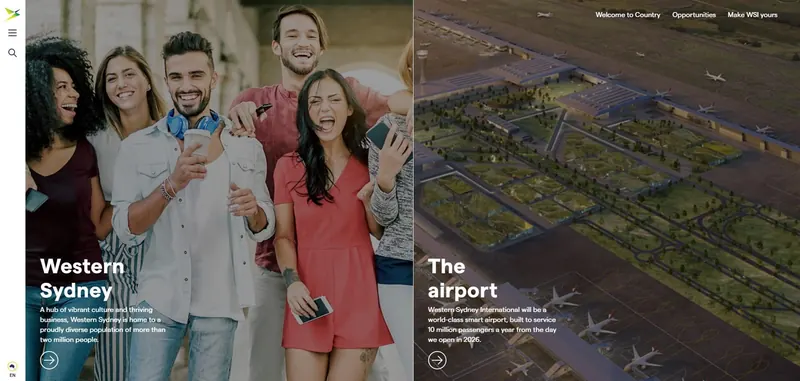 Welcome to Country Opportunities Make WSI yours
Western
Sydney
A hub of vibrant culture and thriving
business, Western Sydney is home to a
proudly diverse population of more than
two million people.
The
airport
Western Sydney International will be a
world-class smart airport, built to service
10 million passengers a year from the day
we open in 2026.
EN